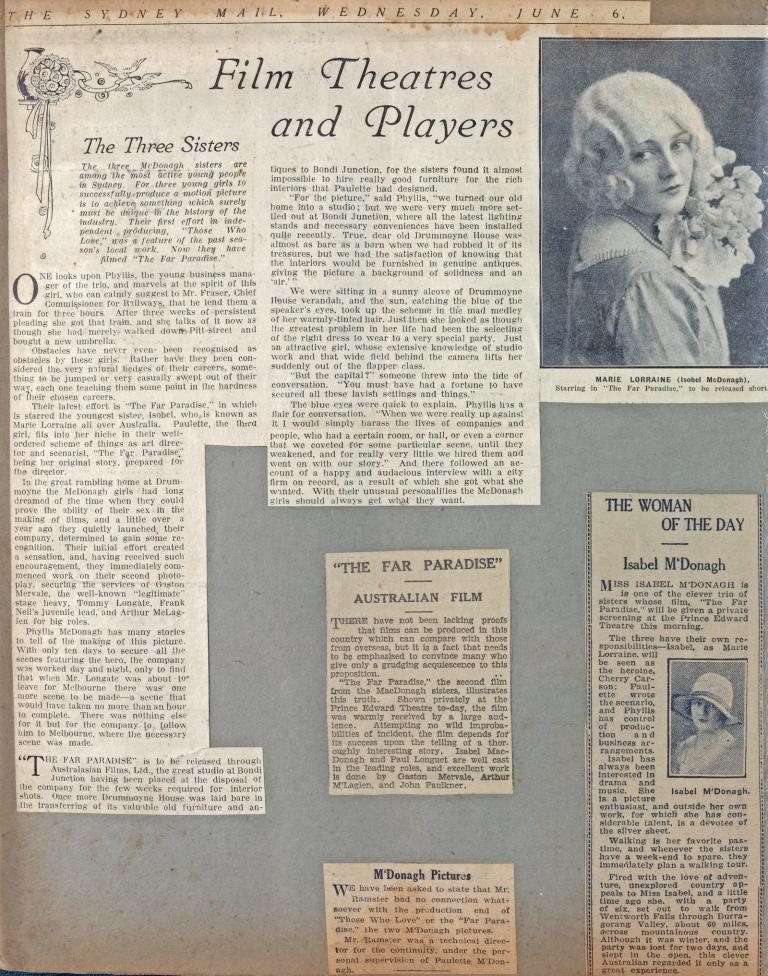 THE SYDNEY MAIL, WEDNESDAY, JUNE 6,
Film Theatres
and Players
The Three Sisters
The three McDonagh sisters are
among the most active young people
in Sydney. For three young girls to
successfully produce a motion picture
is to achieve something which surely
must be unique in the history of the
industry. Their first effort in inde-
pendent producing, "Those Who
Love," was a feature of the past sea-
son's local work. Now they have
filmed "The Far Paradise."
ONE looks upon Phyllis, the young business mana-
ger of the trio, and marvels at the spirit of this
girl, who can calmly suggest to Mr. Fraser, Chief
Commissioner for Railways, that he lend them a
train for three hours. After three weeks of persistent
pleading she got that train, and she talks of it now as
though she had merely walked down Pitt-street and
bought a new umbrella.
Obstacles have never even been recognised as
obstacles by these girls. Rather have they been con-
sidered the very natural hedges of their careers, some-
thing to be jumped or very casually swept out of their
way, each one teaching them some point in the hardness
of their chosen careers.
Their latest effort is "The Far Paradise," in which
is starred the youngest sister, Isobel, who is known as
Marie Lorraine all over Australia. Paulette, the third
girl, fits into her niche in their well-
ordered scheme of things as art direc-
tor and scenarist, "The Far Paradise"
being her original story, prepared for
the director.
In the great rambling home at Drum-
moyne the McDonagh girls had long
dreamed of the time when they could
prove the ability of their sex in the
making of films, and a little over a
year ago they quietly launched their
company, determined to gain some re-
cognition. Their initial effort created
a sensation, and, having received such
encouragement, they immediately com-
menced work on their second photo-
play, securing the services of Gaston
Mervale, the well-known "legitimate"
stage heavy, Tommy Longate, Frank
Neil's juvenile lead, and Arthur McLag-
len for big roles.
Phyllis McDonagh has many stories
to tell of the making of this picture.
With only ten days to secure all the
scenes featuring the hero, the company
was worked day and night, only to find
that when Mr. Longate was about to
leave for Melbourne there was one
more scene to be made—a scene that
would have taken no more than an hour
to complete. There was nothing else
for it but for the company to follow
him to Melbourne, where the necessary
scene was made.
"THE FAR PARADISE" is to be released through
Australasian Films, Ltd., the great studio at Bondi
Junction having been placed at the disposal of
the company for the few weeks required for interior
shots. Once more Drummoyne House was laid bare in
the transferring of its valuable old furniture and an-
tiques to Bondi Junction, for the sisters found it almost
impossible to hire really good furniture for the rich
interiors that Paulette had designed.
"For the picture," said Phyllis, "we turned our old
home into a studio; but we were very much more set-
tled out at Bondi Junction, where all the latest lighting
stands and necessary conveniences have been installed
quite recently. True, dear old Drummoyne House was
almost as bare as a barn when we had robbed it of its
treasures, but we had the satisfaction of knowing that
the interiors would be furnished in genuine antiques,
giving the picture a background of solidness and an
'air.'"
We were sitting in a sunny alcove of Drummoyne
House verandah, and the sun, catching the blue of the
speaker's eyes, took up the scheme in the mad medley
of her warmly-tinted hair. Just then she looked as though
the greatest problem in her life had been the selecting
of the right dress to wear to a very special party. Just
an attractive girl, whose extensive knowledge of studio
work and that wide field behind the camera lifts her
suddenly out of the flapper class.
"But the capital?" someone threw into the tide of
conversation. "You must have had a fortune to have
secured all these lavish settings and things."
The blue eyes were quick to explain. Phyllis has a
flair for conversation. "When we were really up against
it I would simply harass the lives of companies and
people, who had a certain room, or hall, or even a corner
that we coveted for some particular scene, until they
weakened, and for really very little we hired them and
went on with our story." And there followed an ac-
count of a happy and audacious interview with a city
firm on record, as a result of which she got what she
wanted. With their unusual personalities the McDonagh
girls should always get what they want.
MARIE LORRAINE (Isobel McDonagh).
Starring in "The Far Paradise," to be released short
"THE FAR PARADISE"
AUSTRALIAN FILM
THERE have not been lacking proofs
that films can be produced in this
country which can compare with those
from overseas, but it is a fact that needs
to be emphasised to convince many who
give only a grudging acquiescence to this
proposition.
"The Far Paradise," the second film
from the MacDonagh sisters, illustrates
this truth. Shown privately at the
Prince Edward Theatre to-day, the film
was warmly received by a large aud-
ience. Attempting no wild improba-
bilities of incident, the film depends for
its success upon the telling of a thor-
oughly interesting story. Isabel Mac-
Donagh and Paul Longuet are well cast
in the leading roles, and excellent work
is done by Gaston Mervale, Arthur
M'Laglen, and John Faulkner.
M'Donagh Pictures
WE have been asked to state that Mr.
Ramster had no connection what-
soever with the production end of
"Those Who Love" or the "Far Para-
dise," the two M'Donagh pictures.
Mr. Ramster was a technical direc-
tor for the continuity, under the per-
sonal supervision of Paulette M'Don-
agh.
THE WOMAN
OF THE DAY
Isabel M'Donagh
MISS ISABEL M'DONAGH is
is one of the clever trio of
sisters whose film, "The Far
Paradise," will be given a private
screening at the Prince Edward
Theatre this morning.
The three have their own re-
sponsibilities—Isabel, as Marie
Lorraine, will
be seen as
the heroine,
Cherry Car-
son; Paul-
ette wrote
the scenario,
and Phyllis
has control
of produc-
tion and
business ar-
rangements.
Isabel has
always been
interested in
drama and
music. She
is a picture
Isabel M'Donagh.
enthusiast, and outside her own
work, for which she has con-
siderable talent, is a devotee of
the silver sheet.
Walking is her favorite pas-
time, and whenever the sisters
have a week-end to spare, they
immediately plan a walking tour.
Fired with the love of adven-
ture, unexplored country ap-
peals to Miss Isabel, and a little
time ago she, with a party
of six, set out to walk from
Wentworth Falls through Burra-
gorang Valley, about 60 miles,
across mountainous country.
Although it was winter, and the
party was lost for two days, and
slept in the open, this clever
Australian regarded it only as a
great experience.